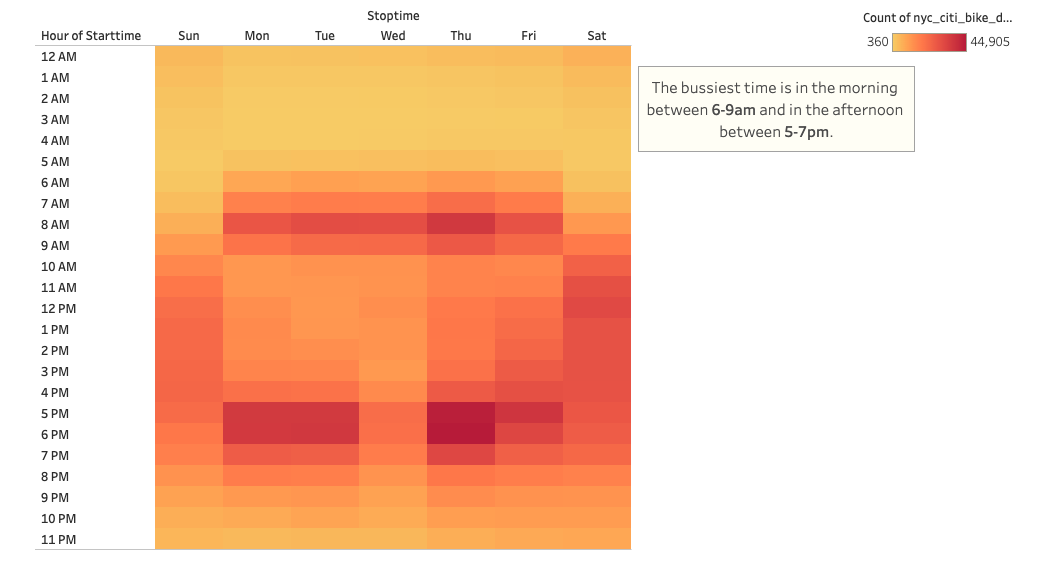 Stoptime
Count of nyc_citi_bike_d...
Hour of Starttime Sun Mon Tue Wed Thu Fri Sat
360 44,905
12 AM
1 AM
2 AM
3 AM
4 AM
5 AM
6 AM
7 AM
8 AM
9 AM
10 AM
11 AM
12 PM
1 PM
2 PM
3 PM
4 PM
5 PM
6 PM
7 PM
8 PM
9 PM
10 PM
11 PM
The bussiest time is in the morning
between 6-9am and in the afternoon
between 5-7pm.